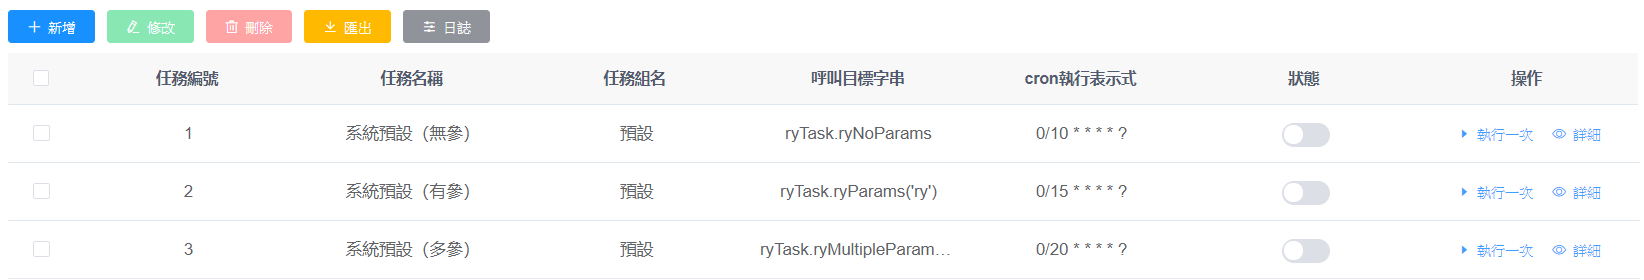 新增 修改 刪除 匯出 日誌
任務編號 任務名稱 任務組名 呼叫目標字串 cron執行表示式 狀態 操作
1 系統預設（無參） 預設 ryTask.ryNoParams 0/10 * * * * ? 執行一次 詳細
2 系統預設（有參） 預設 ryTask.ryParams('ry') 0/15 * * * * ? 執行一次 詳細
3 系統預設（多參） 預設 ryTask.ryMultipleParam… 0/20 * * * * ? 執行一次 詳細